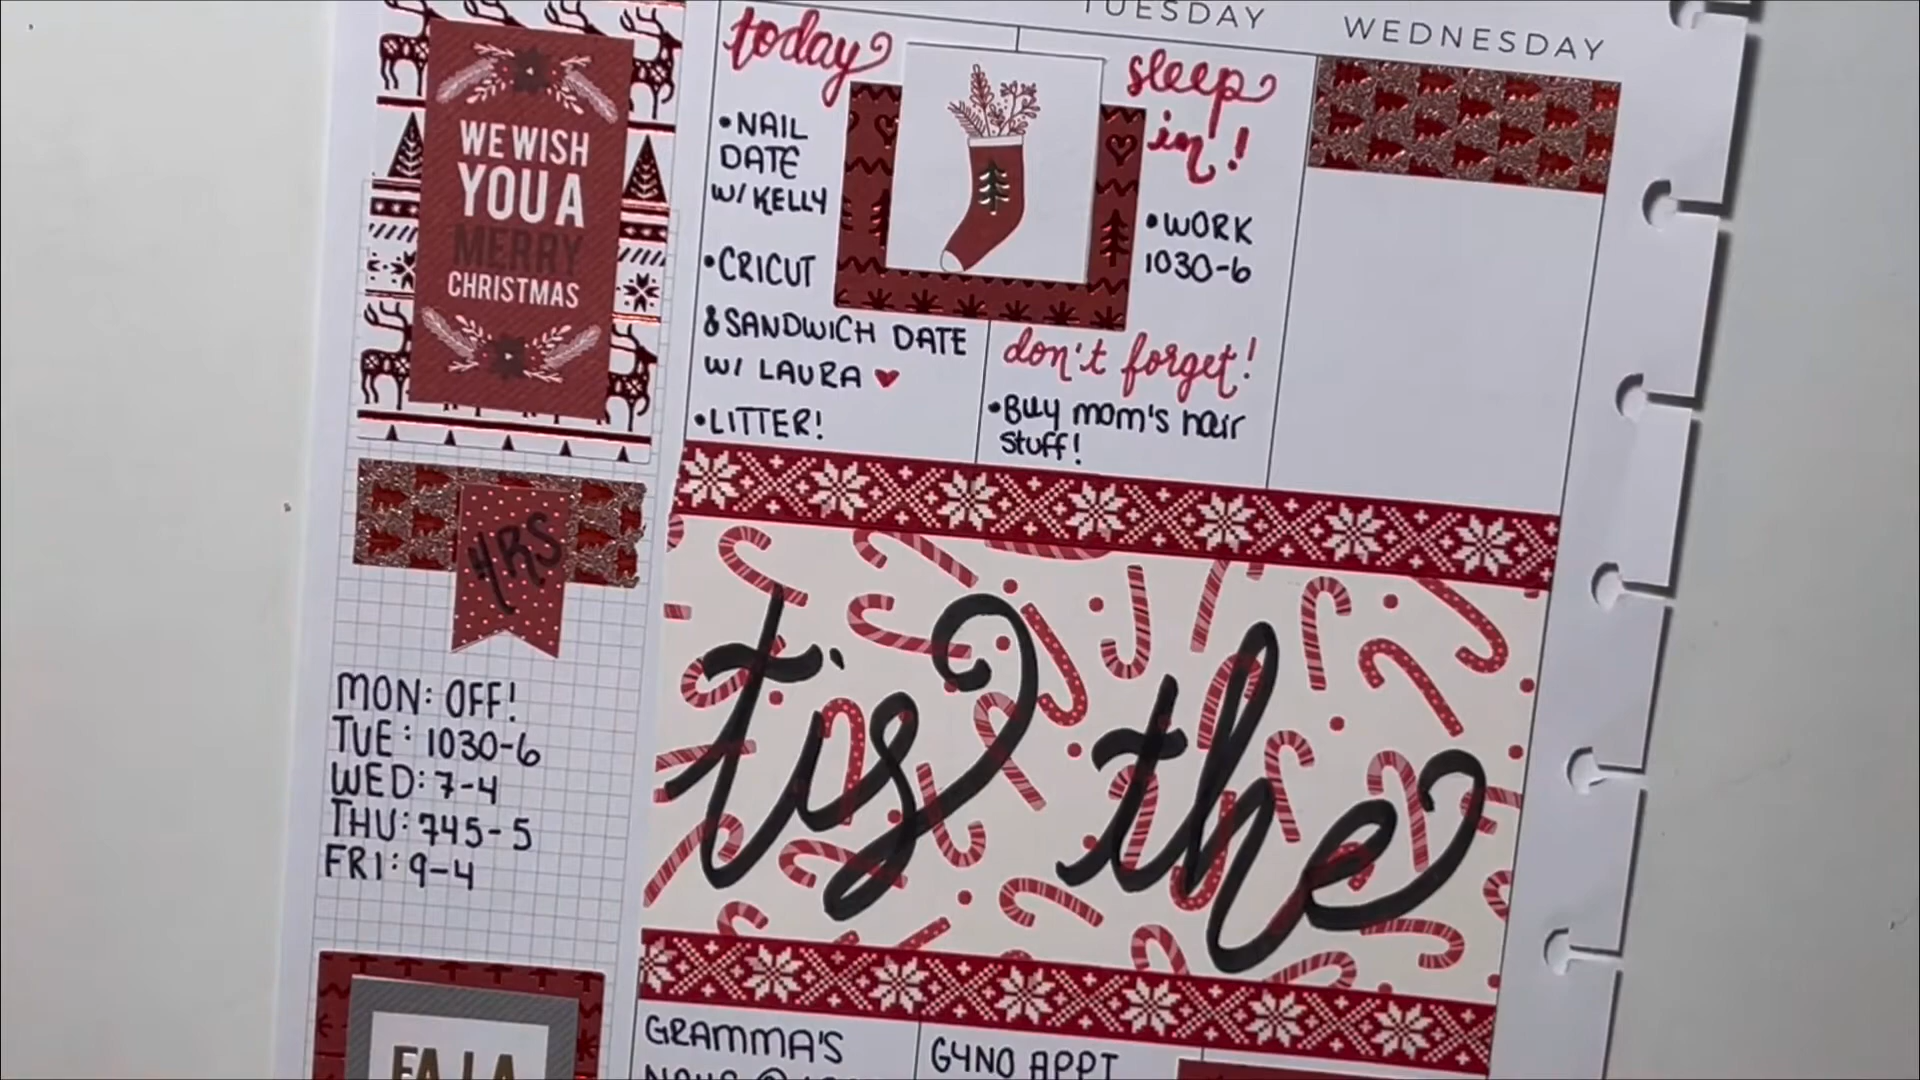 TUESDAY
WEDNESDAY
WE WISH
YOU A
MERRY
CHRISTMAS
today
•NAIL
DATE
W/ KELLY
•CRICUT
&SANDWICH DATE
W/ LAURA ♥
•LITTER!
sleep
in!
•WORK
1030-6
don't forget!
•Buy mom's hair
stuff!
HRS
MON: OFF!
TUE: 1030-6
WED: 7-4
THU: 745-5
FRI: 9-4
'tis the
FA LA
GRAMMA'S
GYNO APPT